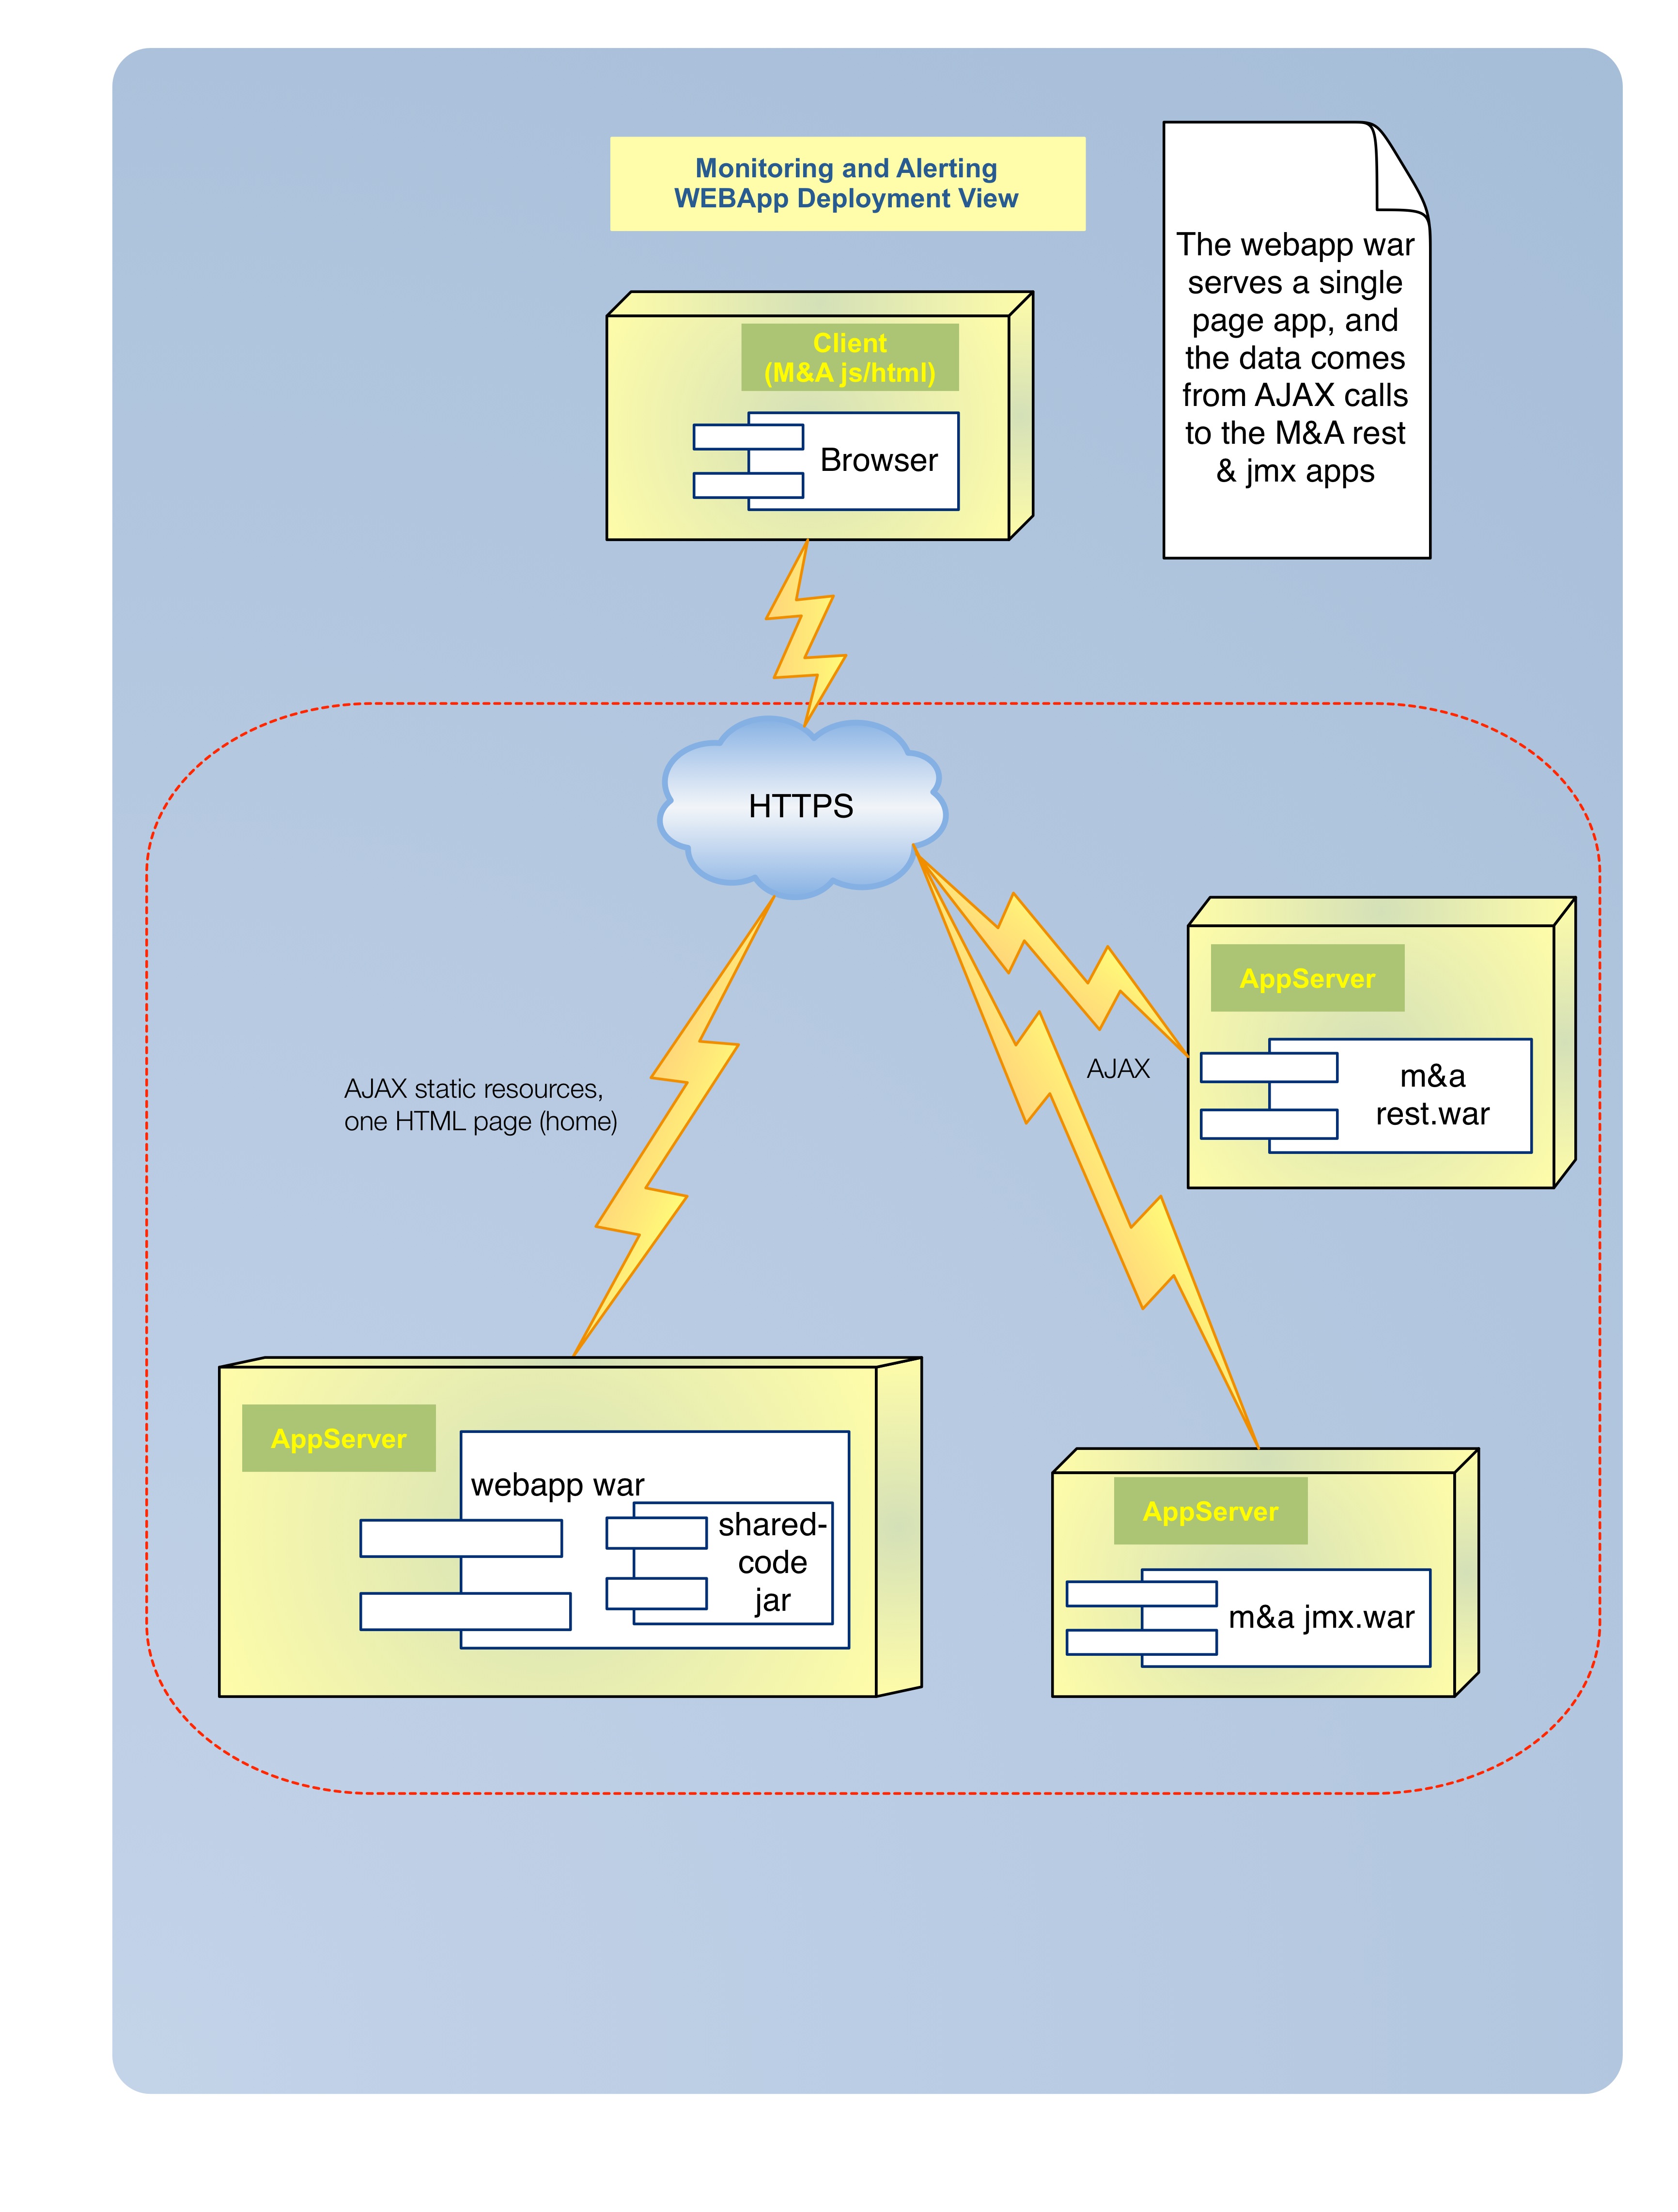 Monitoring and Alerting
WEBApp Deployment View
The webapp war
serves a single
page app, and
the data comes
from AJAX calls
to the M&A rest
& jmx apps
Client
(M&A js/html)
Browser
HTTPS
AppServer
m&a
rest.war
AJAX
AJAX static resources,
one HTML page (home)
AppServer
webapp war
shared-
code
jar
AppServer
m&a jmx.war